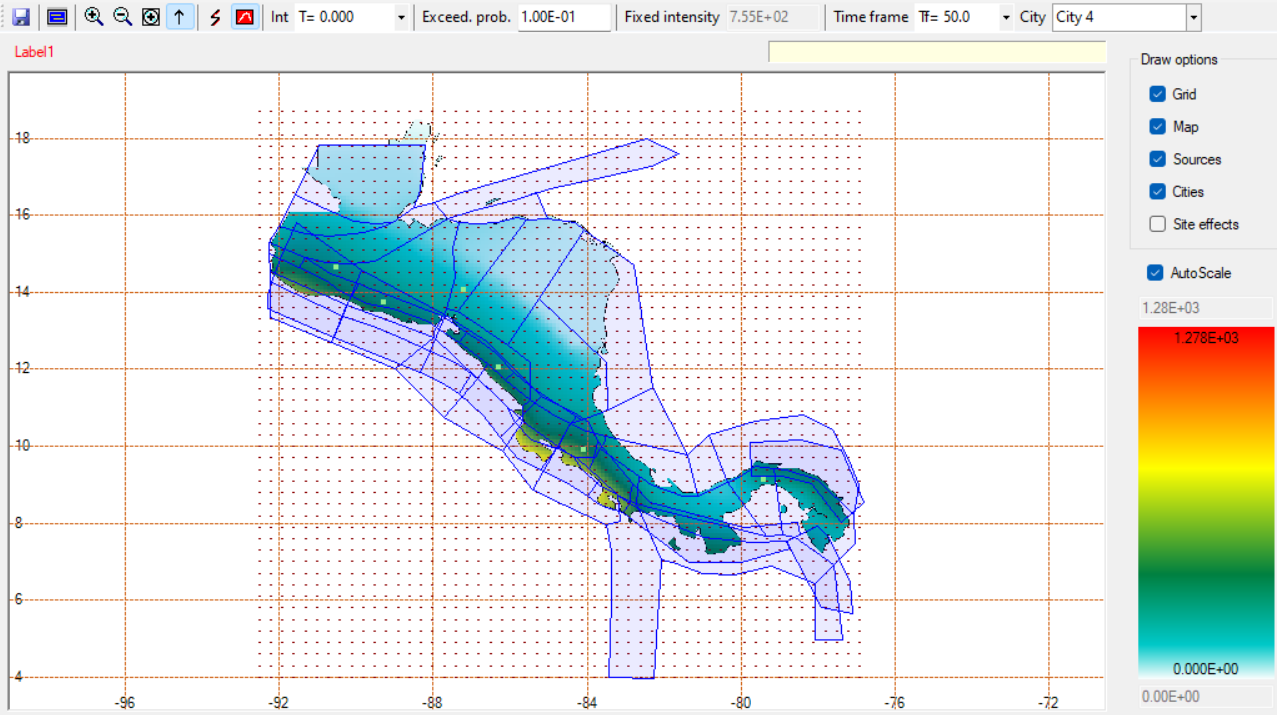 Int T= 0.000 Exceed. prob. 1.00E-01 Fixed intensity 7.55E+02 Time frame Tf= 50.0 City City 4
Label1
Draw options
Grid
Map
Sources
Cities
Site effects
AutoScale
1.28E+03
1.278E+03
0.000E+00
0.00E+00
18
16
14
12
10
8
6
4
-96 -92 -88 -84 -80 -76 -72